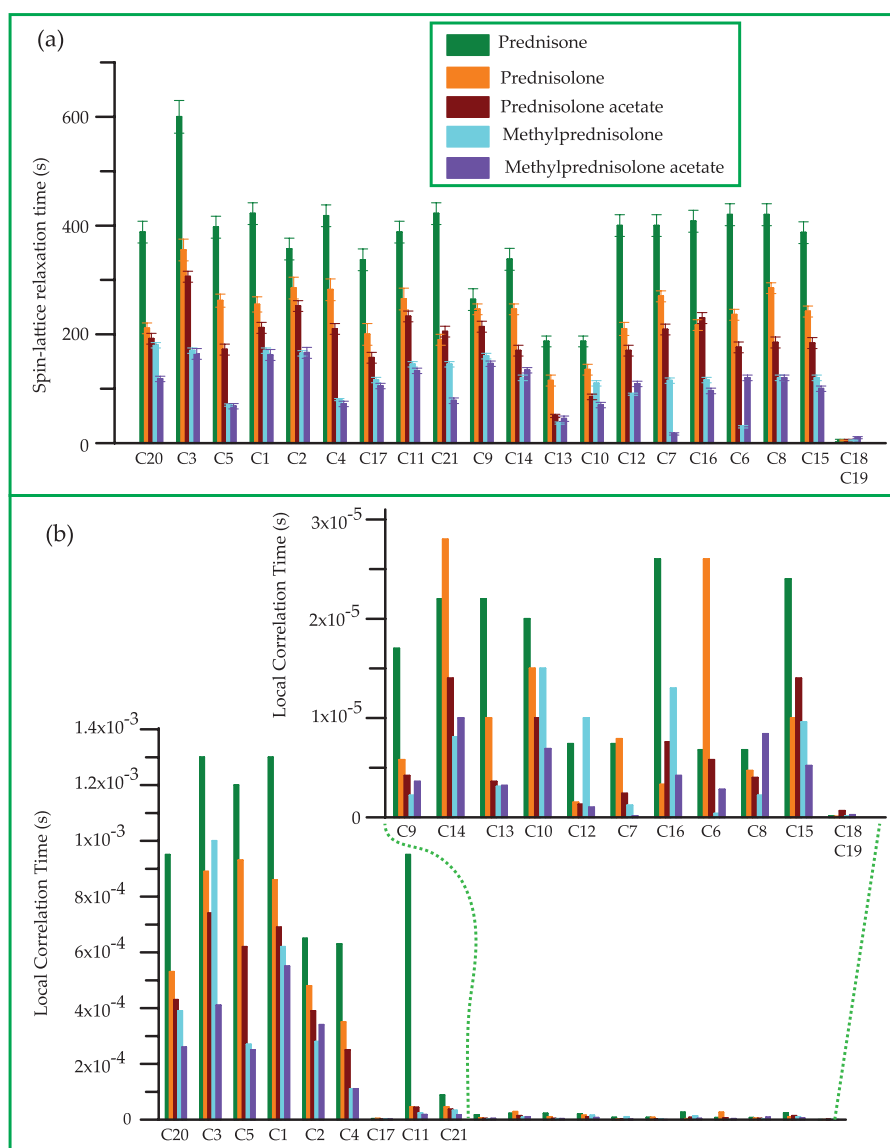 (a)
Prednisone
Prednisolone
Prednisolone acetate
Methylprednisolone
Methylprednisolone acetate
Spin-lattice relaxation time (s)
600
400
200
0
C20 C3 C5 C1 C2 C4 C17 C11 C21 C9 C14 C13 C10 C12 C7 C16 C6 C8 C15 C18
C19
(b)
Local Correlation Time (s)
3x10-5
2x10-5
1x10-5
0
C9 C14 C13 C10 C12 C7 C16 C6 C8 C15 C18
C19
Local Correlation Time (s)
1.4x10-3
1.2x10-3
1x10-3
8x10-4
6x10-4
4x10-4
2x10-4
0
C20 C3 C5 C1 C2 C4 C17 C11 C21